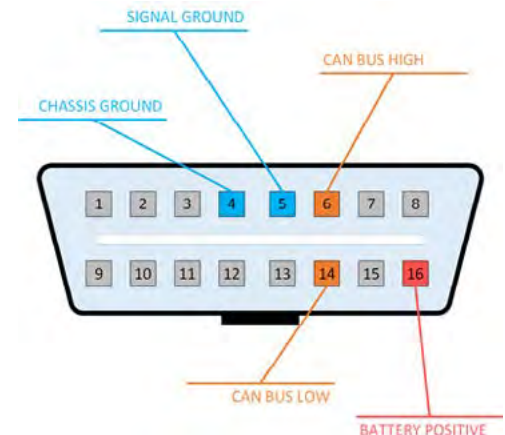 SIGNAL GROUND
CAN BUS HIGH
CHASSIS GROUND
1 2 3 4 5 6 7 8
9 10 11 12 13 14 15 16
CAN BUS LOW
BATTERY POSITIVE